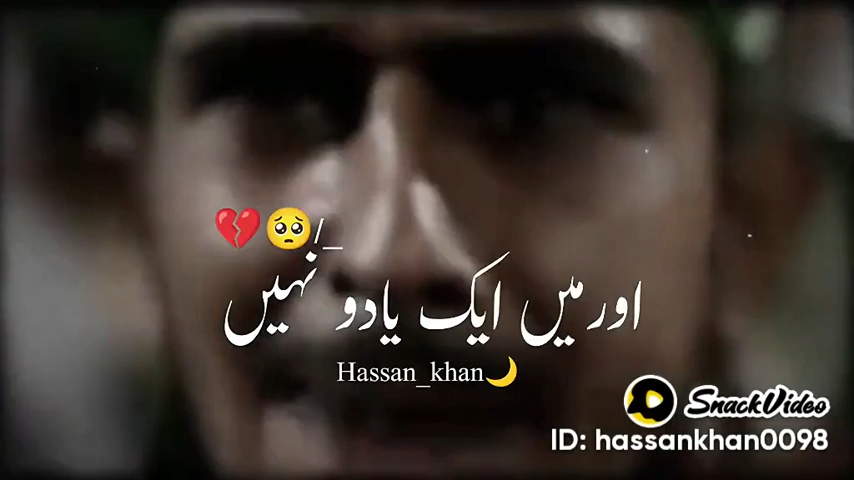 💔🥺!_
اور میں ایک یا دو نہیں
Hassan_khan🌙
SnackVideo
ID: hassankhan0098